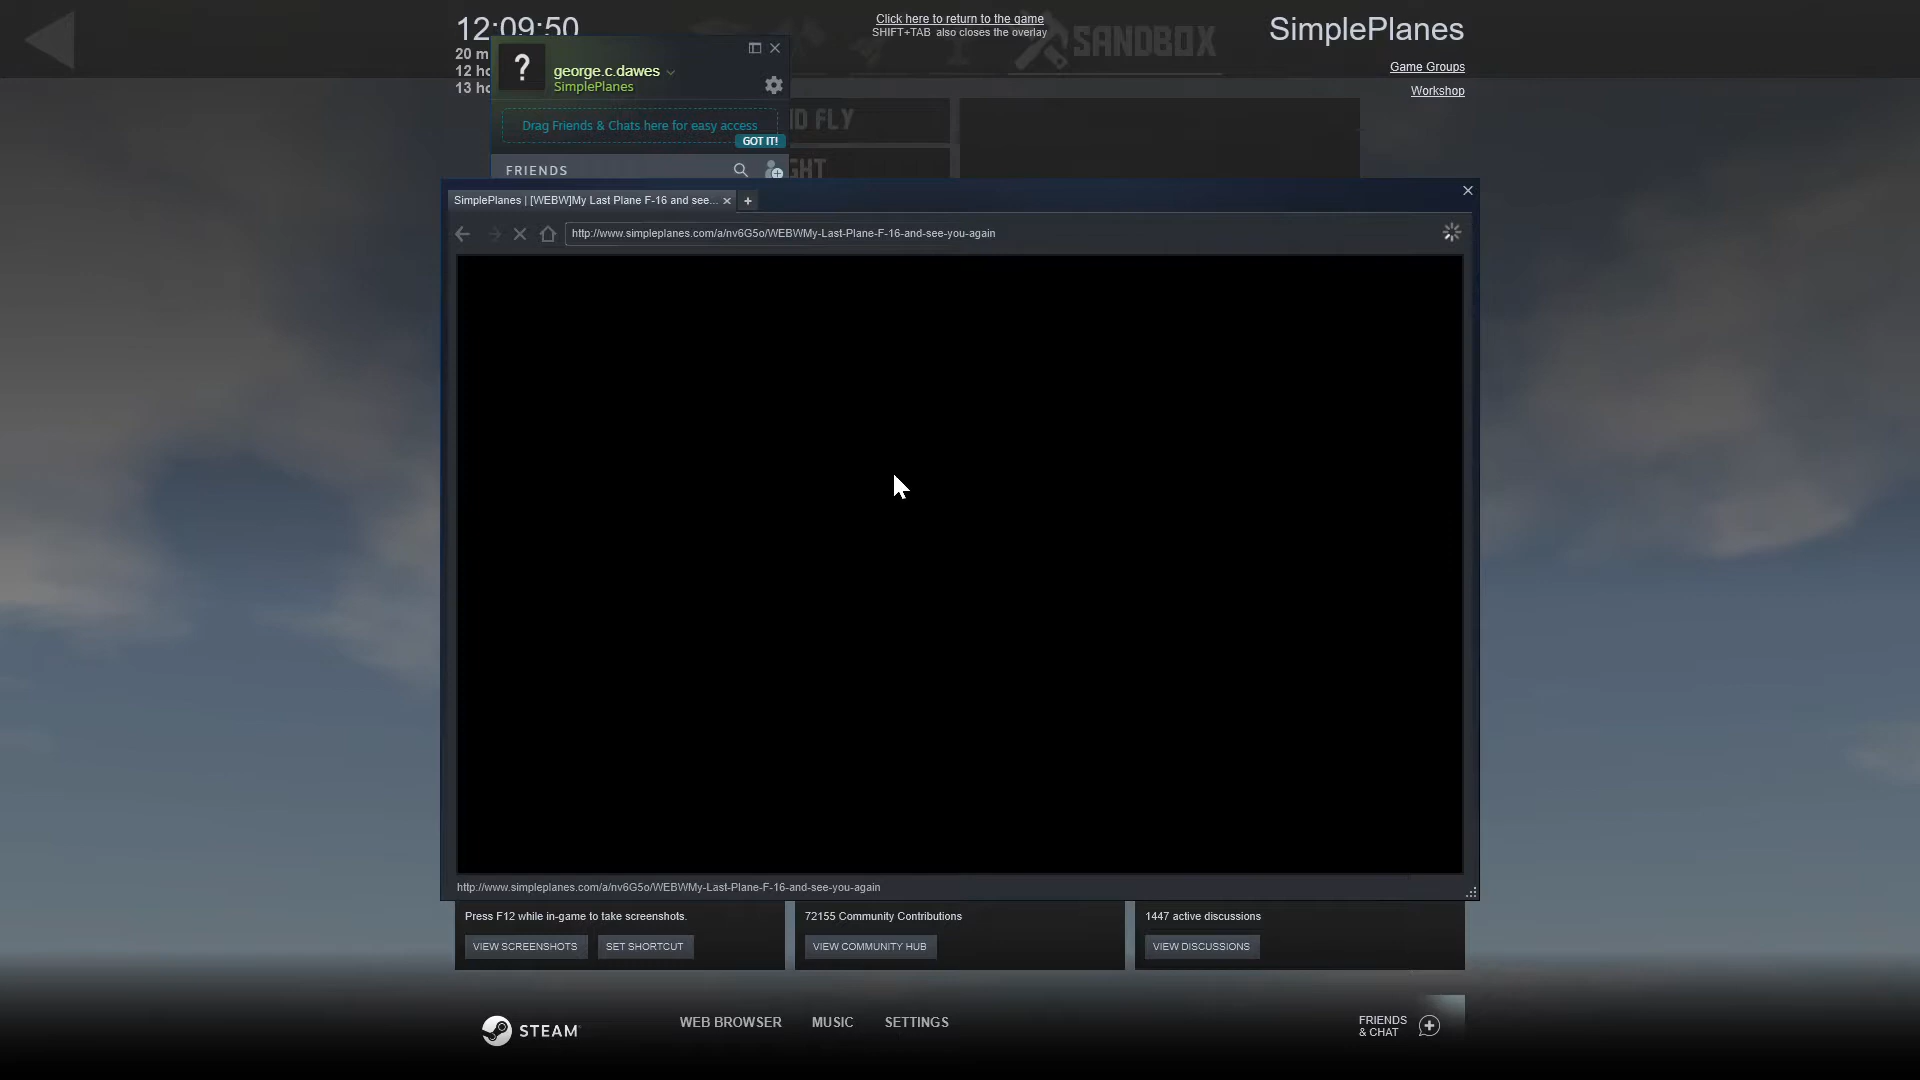 12:09:50
20 m
12 ho
13 ho
Click here to return to the game
SHIFT+TAB also closes the overlay
SANDBOX
SimplePlanes
Game Groups
Workshop
?
george.c.dawes
SimplePlanes
Drag Friends & Chats here for easy access
GOT IT!
FRIENDS
ND FLY
GHT
SimplePlanes | [WEBW]My Last Plane F-16 and see...
http://www.simpleplanes.com/a/nv6G5o/WEBWMy-Last-Plane-F-16-and-see-you-again
http://www.simpleplanes.com/a/nv6G5o/WEBWMy-Last-Plane-F-16-and-see-you-again
Press F12 while in-game to take screenshots.
VIEW SCREENSHOTS
SET SHORTCUT
72155 Community Contributions
VIEW COMMUNITY HUB
1447 active discussions
VIEW DISCUSSIONS
STEAM
WEB BROWSER
MUSIC
SETTINGS
FRIENDS
& CHAT